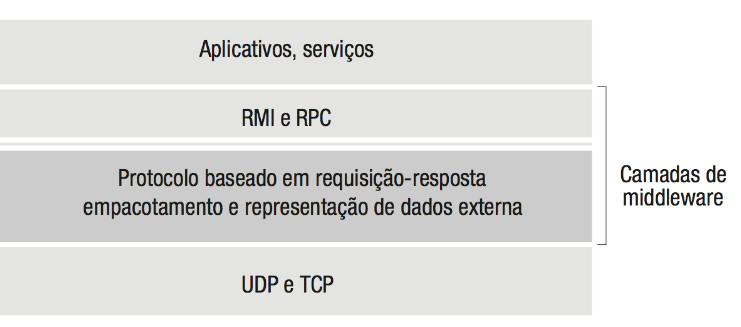 Aplicativos, serviços
RMI e RPC
Protocolo baseado em requisição-resposta
empacotamento e representação de dados externa
Camadas de
middleware
UDP e TCP